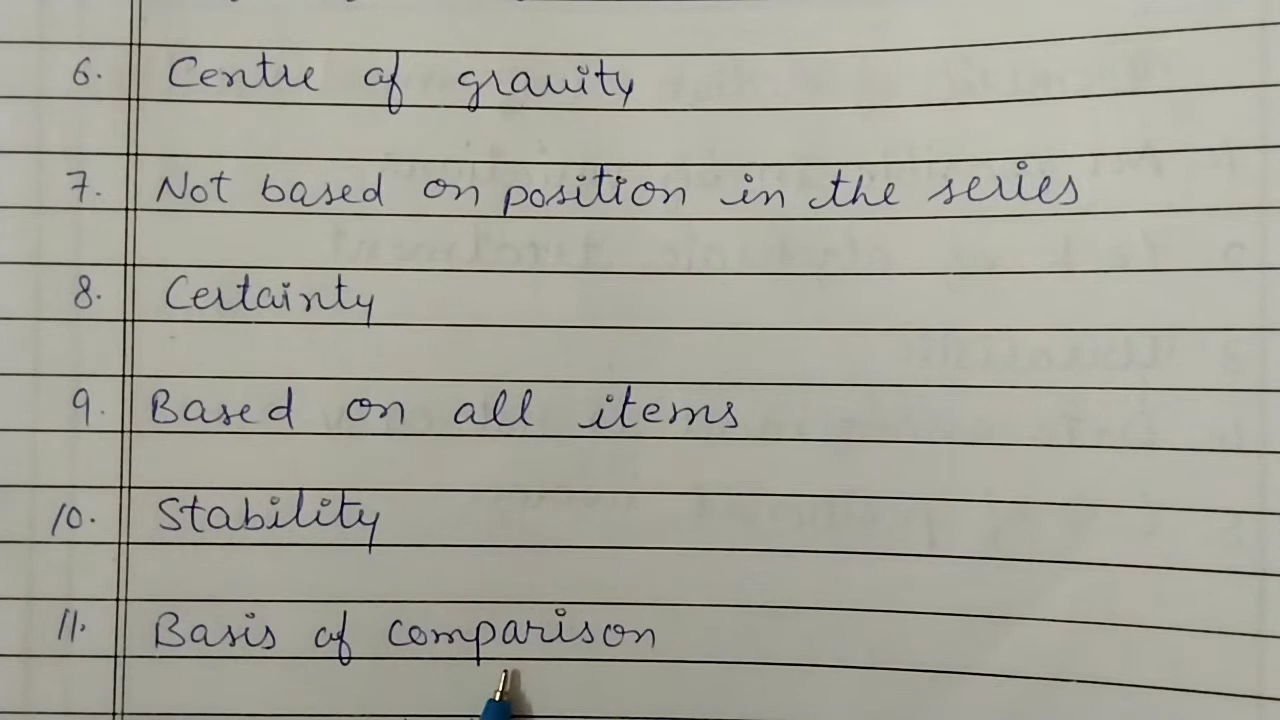 6. Centre of gravity
7. Not based on position in the series
8. Certainty
9. Based on all items
10. Stability
11. Basis of comparison